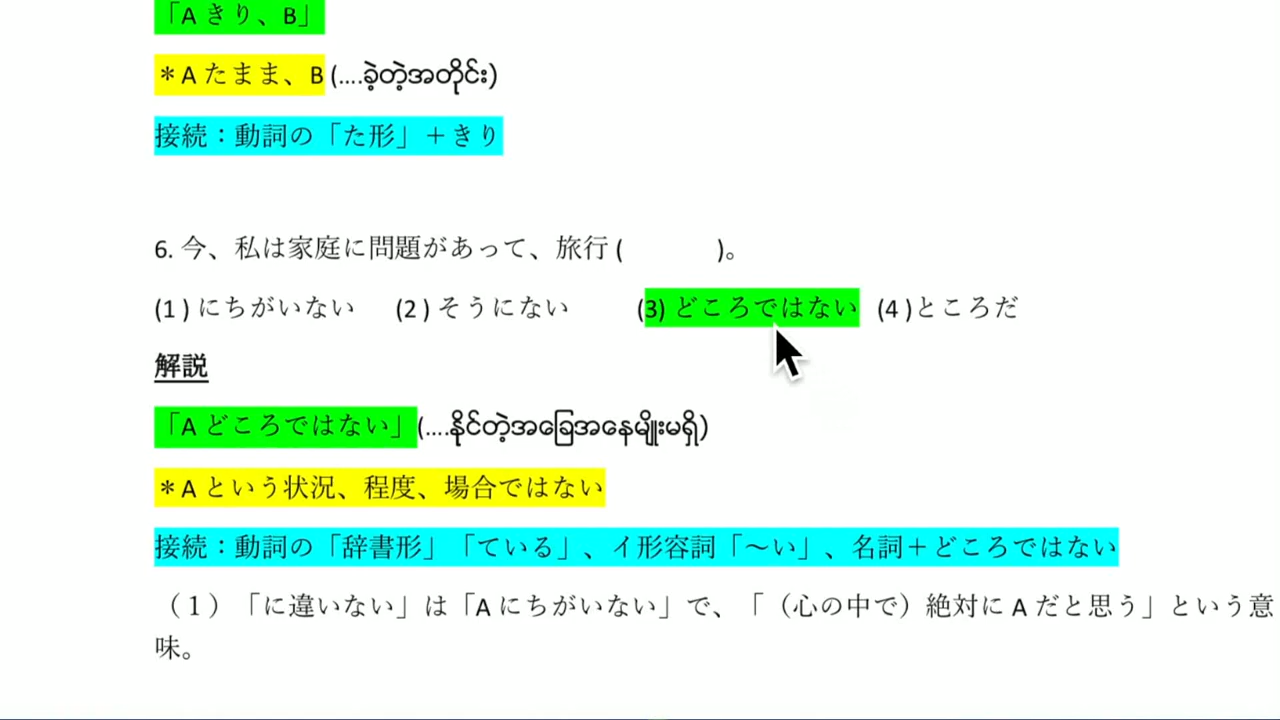 「A きり、B」
＊A たまま、B (….ခဲ့တဲ့အတိုင်း)
接続：動詞の「た形」＋きり
6. 今、私は家庭に問題があって、旅行 (　　　)。
(1 ) にちがいない　(2 ) そうにない　(3) どころではない　(4 )ところだ
解説
「A どころではない」(….နိုင်တဲ့အခြေအနေမျိုးမရှိ)
＊A という状況、程度、場合ではない
接続：動詞の「辞書形」「ている」、イ形容詞「～い」、名詞＋どころではない
（１）「に違いない」は「A にちがいない」で、「（心の中で）絶対に A だと思う」という意
味。